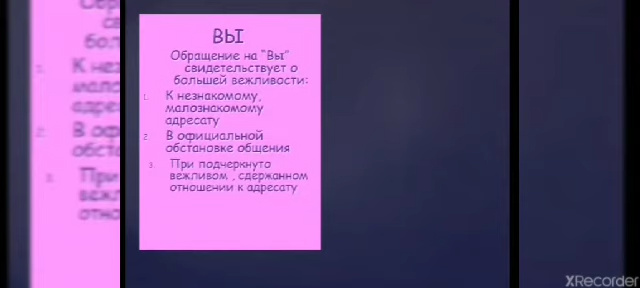 ВЫ
Обращение на "Вы"
свидетельствует о
большей вежливости:
1. К незнакомому,
малознакомому
адресату
2. В официальной
обстановке общения
3. При подчеркнуто
вежливом , сдержанном
отношении к адресату
XRecorder